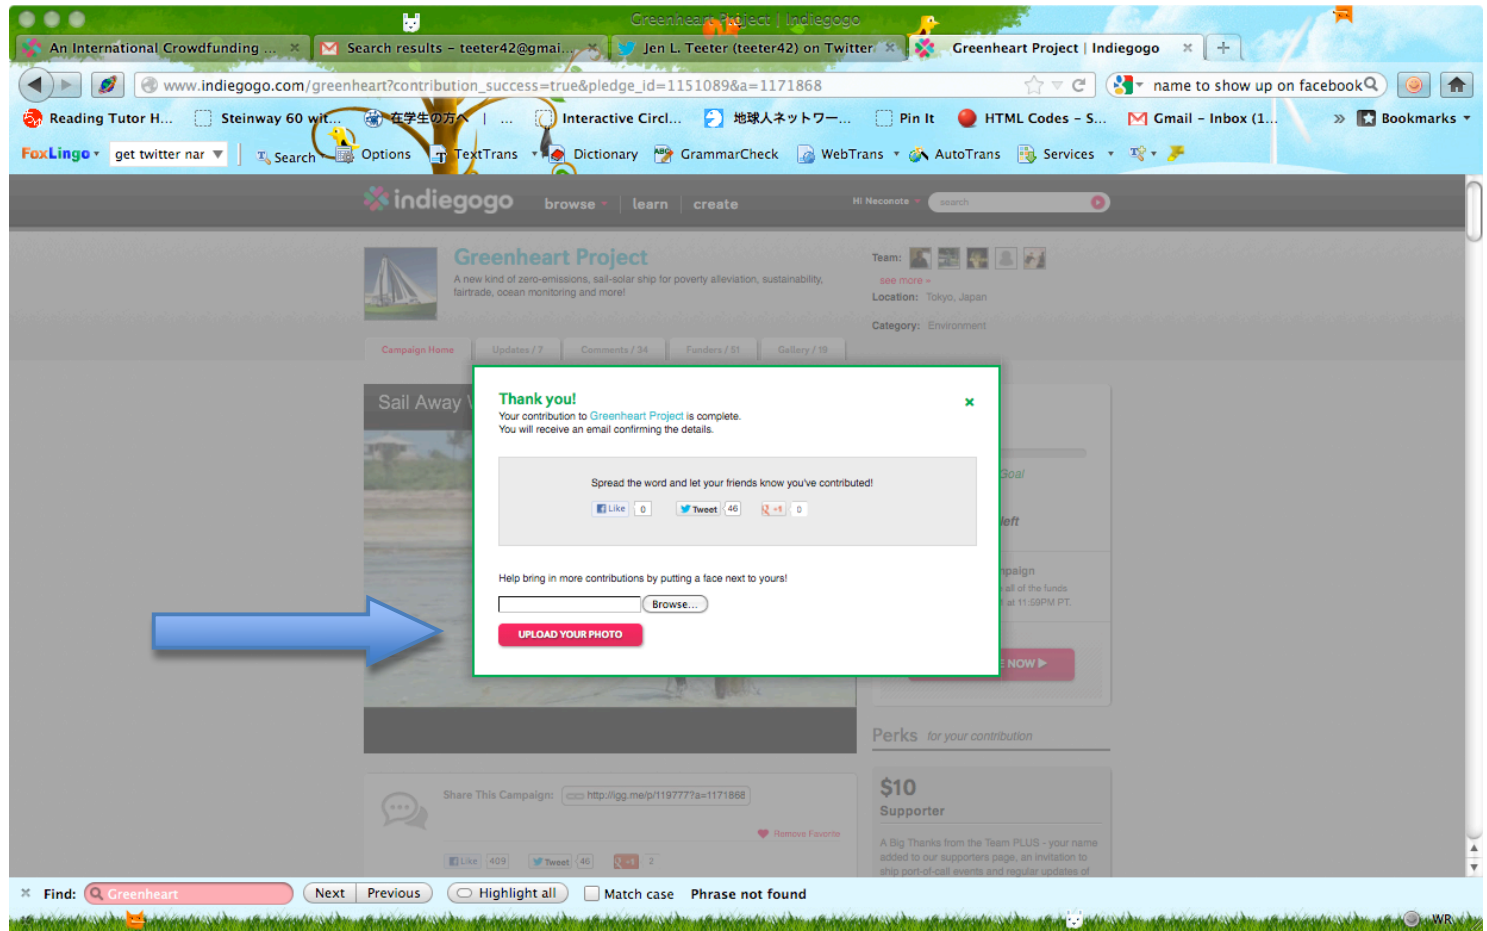 Greenheart Project | Indiegogo
An International Crowdfunding ... × Search results – teeter42@gmai... × Jen L. Teeter (teeter42) on Twitter × Greenheart Project | Indiegogo × +
www.indiegogo.com/greenheart?contribution_success=true&pledge_id=1151089&a=1171868 name to show up on facebook
Reading Tutor H... Steinway 60 wit... 在学生の方へ | ... Interactive Circl... 地球人ネットワー... Pin It HTML Codes – S... Gmail – Inbox (1... » Bookmarks
FoxLingo get twitter nar Search Options TextTrans Dictionary GrammarCheck WebTrans AutoTrans Services
indiegogo browse learn create Hi Neconote search
Greenheart Project
A new kind of zero-emissions, sail-solar ship for poverty alleviation, sustainability,
fairtrade, ocean monitoring and more!
Team:
see more
Location: Tokyo, Japan
Category: Environment
Campaign Home Updates / 7 Comments / 34 Funders / 51 Gallery / 19
Sail Away
Thank you! ×
Your contribution to Greenheart Project is complete.
You will receive an email confirming the details.
Spread the word and let your friends know you've contributed!
Like 0 Tweet 46 +1 0
Help bring in more contributions by putting a face next to yours!
Browse...
UPLOAD YOUR PHOTO
Goal
left
all of the funds
at 11:59PM PT.
NOW
Perks for your contribution
$10
Supporter
A Big Thanks from the Team PLUS - your name
added to our supporters page, an invitation to
ship port-of-call events and regular updates of
Share This Campaign: http://igg.me/p/119777?a=1171868
Remove Favorite
Like 409 Tweet 46 +1 2
× Find: Greenheart Next Previous Highlight all Match case Phrase not found
WR